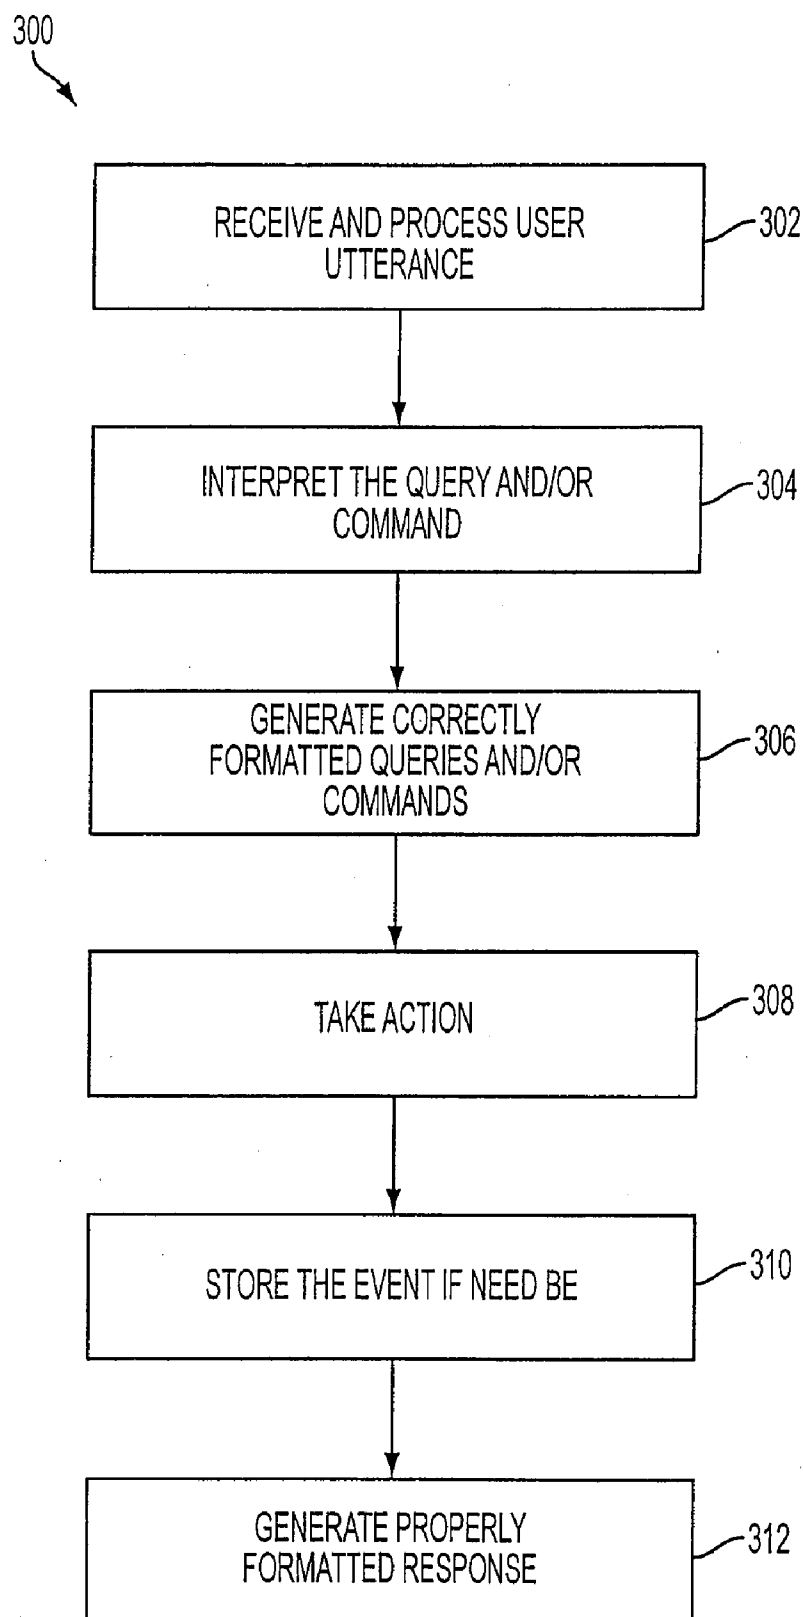 300
RECEIVE AND PROCESS USER
UTTERANCE
302
INTERPRET THE QUERY AND/OR
COMMAND
304
GENERATE CORRECTLY
FORMATTED QUERIES AND/OR
COMMANDS
306
TAKE ACTION
308
STORE THE EVENT IF NEED BE
310
GENERATE PROPERLY
FORMATTED RESPONSE
312